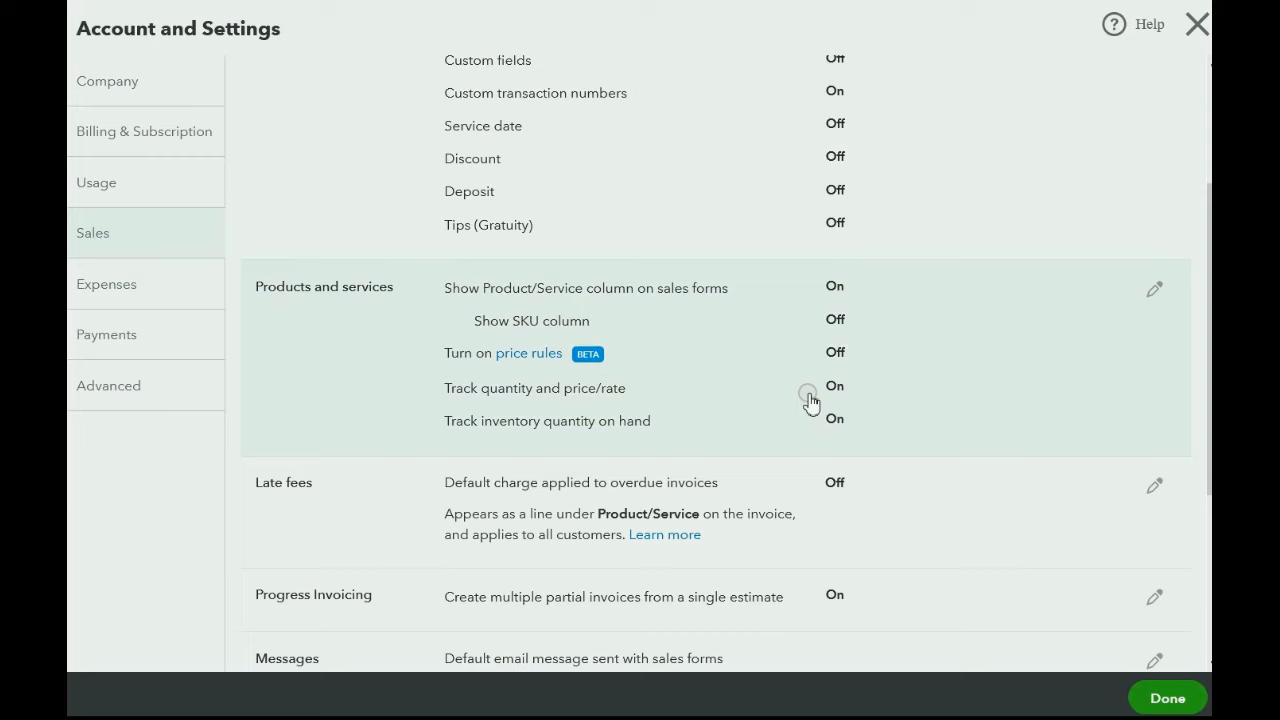 Account and Settings
Help
Company
Billing & Subscription
Usage
Sales
Expenses
Payments
Advanced
Custom fields Off
Custom transaction numbers On
Service date Off
Discount Off
Deposit Off
Tips (Gratuity) Off
Products and services Show Product/Service column on sales forms On
Show SKU column Off
Turn on price rules BETA Off
Track quantity and price/rate On
Track inventory quantity on hand On
Late fees Default charge applied to overdue invoices Off
Appears as a line under Product/Service on the invoice,
and applies to all customers. Learn more
Progress Invoicing Create multiple partial invoices from a single estimate On
Messages Default email message sent with sales forms
Done